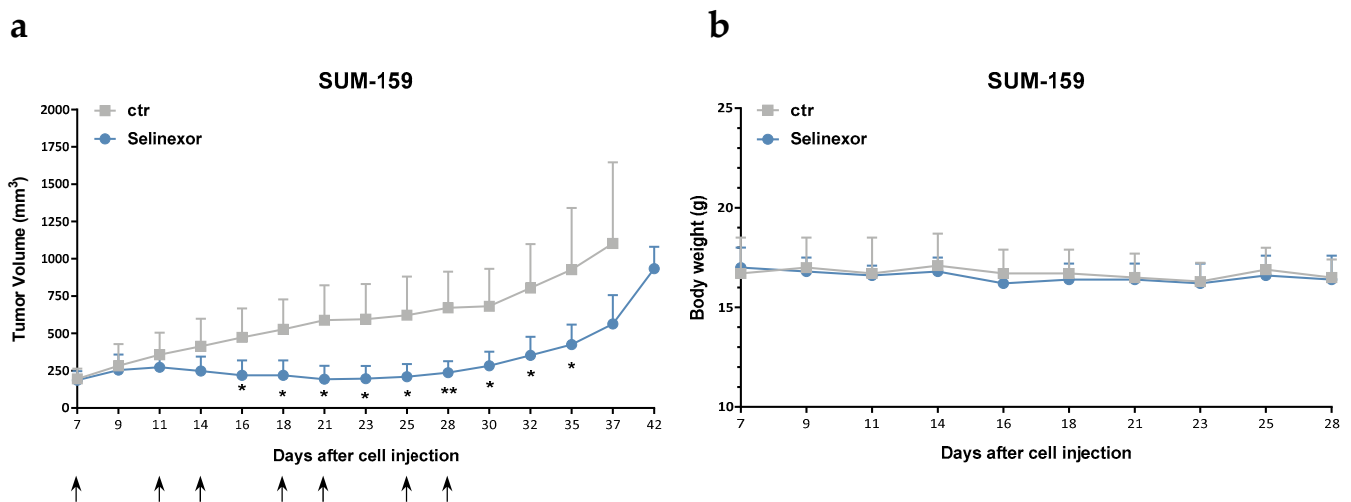 a
SUM-159
ctr
Selinexor
Tumor Volume (mm3)
2000
1750
1500
1250
1000
750
500
250
0
* * * * * ** * * *
7 9 11 14 16 18 21 23 25 28 30 32 35 37 42
Days after cell injection
b
SUM-159
ctr
Selinexor
Body weight (g)
25
20
15
10
7 9 11 14 16 18 21 23 25 28
Days after cell injection